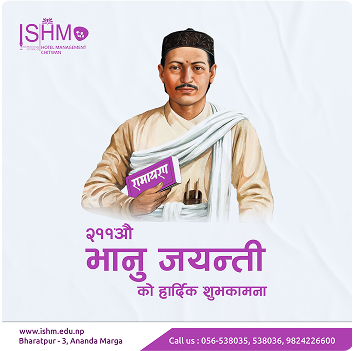 ISHM
HOTEL MANAGEMENT
CHITWAN
रामायण
२११औं
भानु जयन्ती
को हार्दिक शुभकामना
www.ishm.edu.np
Bharatpur - 3, Ananda Marga
Call us : 056-538035, 538036, 9824226600